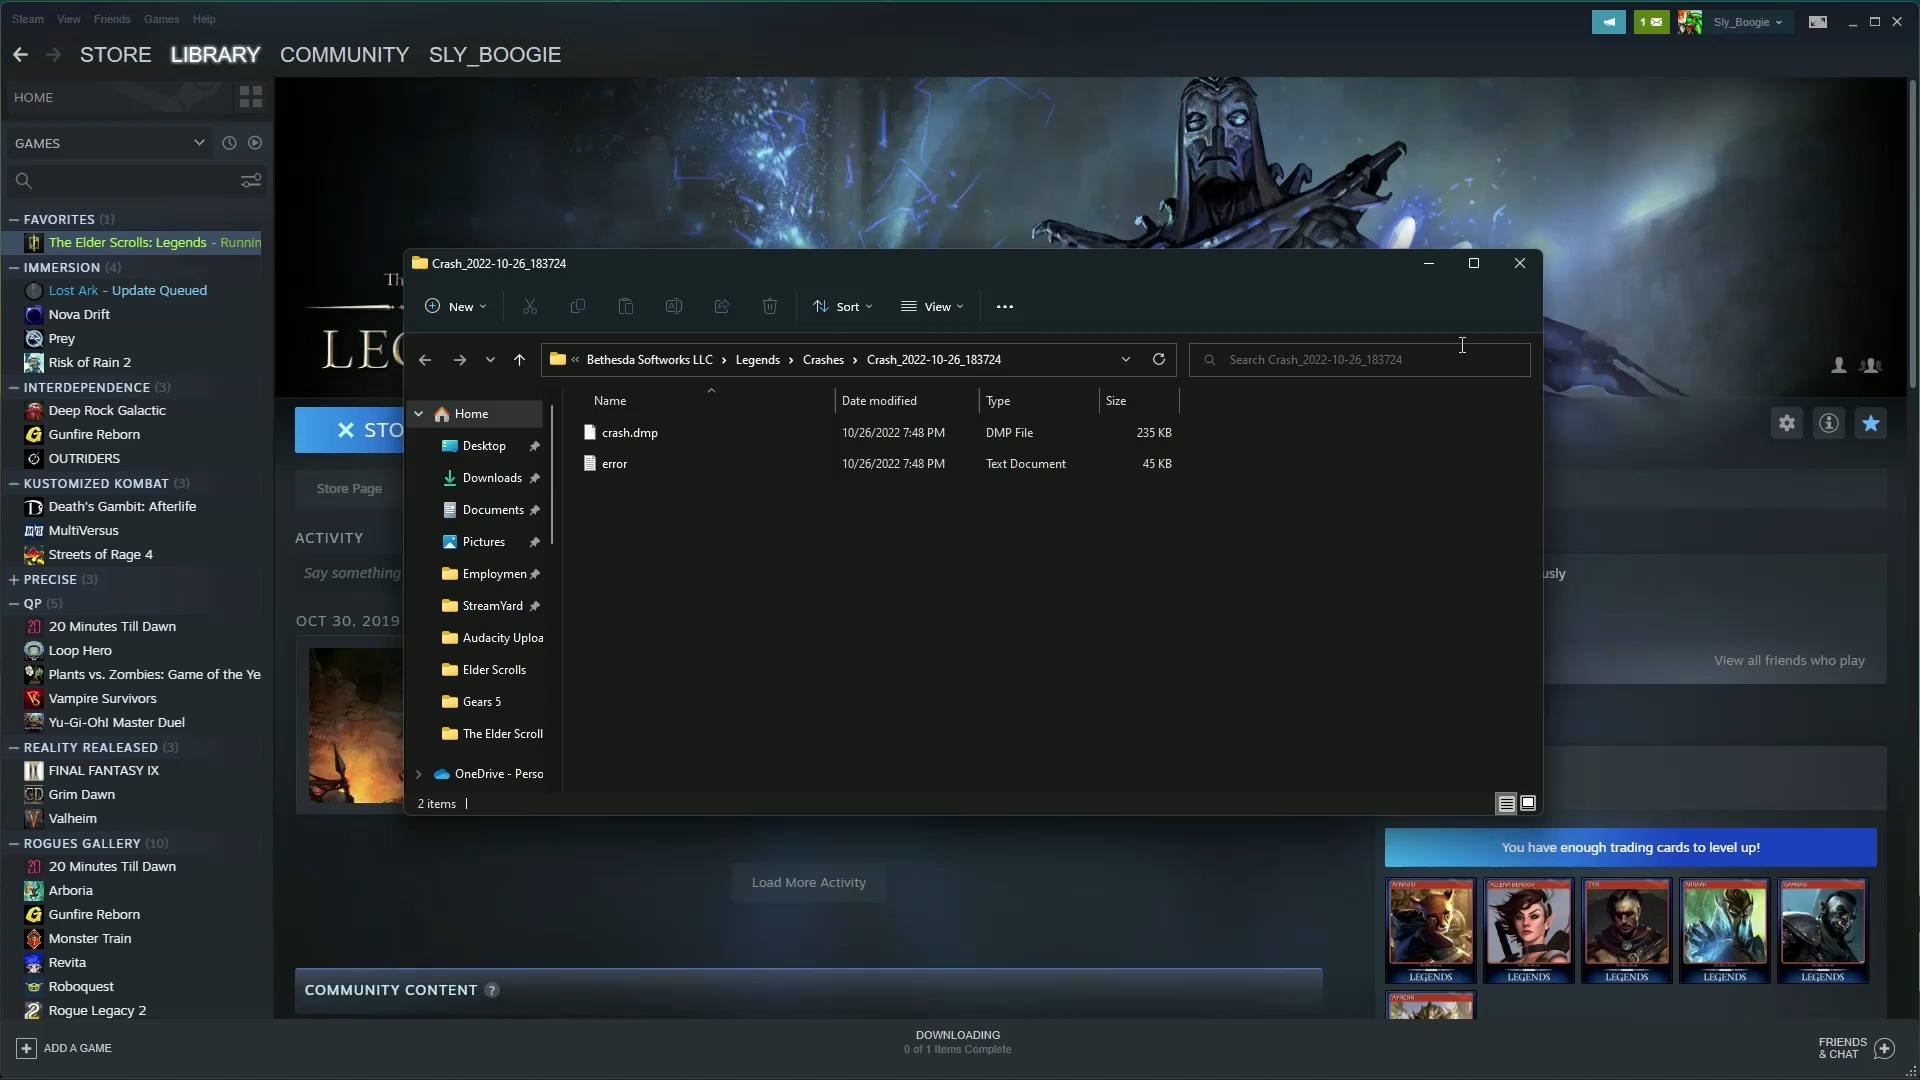 Steam View Friends Games Help
1
Sly_Boogie
STORE LIBRARY COMMUNITY SLY_BOOGIE
HOME
GAMES
— FAVORITES (1)
The Elder Scrolls: Legends - Runnin
— IMMERSION (4)
Lost Ark - Update Queued
Nova Drift
Prey
Risk of Rain 2
— INTERDEPENDENCE (3)
Deep Rock Galactic
Gunfire Reborn
OUTRIDERS
— KUSTOMIZED KOMBAT (3)
Death's Gambit: Afterlife
MultiVersus
Streets of Rage 4
+ PRECISE (3)
— QP (5)
20 Minutes Till Dawn
Loop Hero
Plants vs. Zombies: Game of the Ye
Vampire Survivors
Yu-Gi-Oh! Master Duel
— REALITY REALEASED (3)
FINAL FANTASY IX
Grim Dawn
Valheim
— ROGUES GALLERY (10)
20 Minutes Till Dawn
Arboria
Gunfire Reborn
Monster Train
Revita
Roboquest
Rogue Legacy 2
ADD A GAME
Th
LEG
STO
Store Page
ACTIVITY
Say something
OCT 30, 2019
Crash_2022-10-26_183724
New Sort View ...
« Bethesda Softworks LLC > Legends > Crashes > Crash_2022-10-26_183724
Search Crash_2022-10-26_183724
Name Date modified Type Size
crash.dmp 10/26/2022 7:48 PM DMP File 235 KB
error 10/26/2022 7:48 PM Text Document 45 KB
Home
Desktop
Downloads
Documents
Pictures
Employmen
StreamYard
Audacity Uploa
Elder Scrolls
Gears 5
The Elder Scroll
OneDrive - Perso
2 items
usly
View all friends who play
Load More Activity
You have enough trading cards to level up!
ALLENA BENOCH
TYR
LEGENDS LEGENDS LEGENDS LEGENDS LEGENDS
AYRENN
COMMUNITY CONTENT ?
DOWNLOADING
0 of 1 Items Complete
FRIENDS
& CHAT